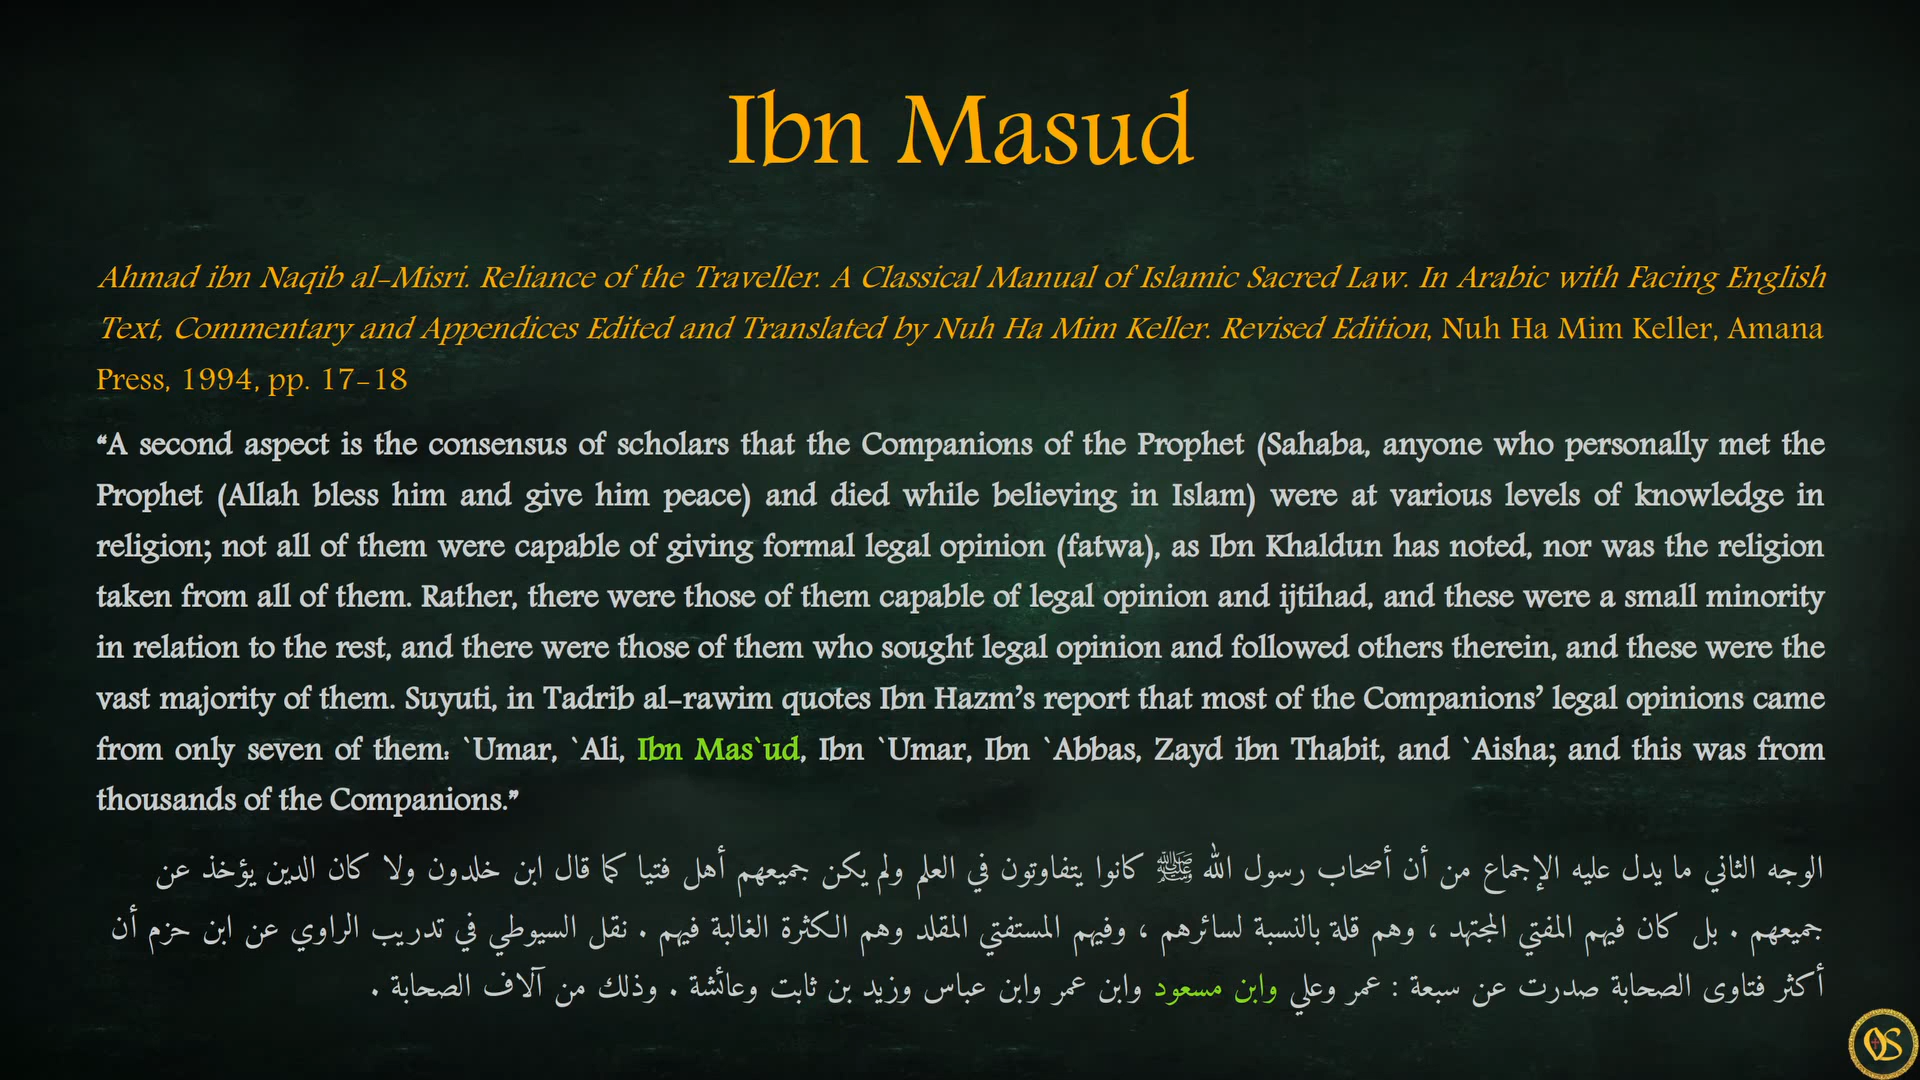 Ibn Masud
Ahmad ibn Naqib al-Misri. Reliance of the Traveller. A Classical Manual of Islamic Sacred Law. In Arabic with Facing English
Text, Commentary and Appendices Edited and Translated by Nuh Ha Mim Keller. Revised Edition, Nuh Ha Mim Keller, Amana
Press, 1994, pp. 17-18
“A second aspect is the consensus of scholars that the Companions of the Prophet (Sahaba, anyone who personally met the
Prophet (Allah bless him and give him peace) and died while believing in Islam) were at various levels of knowledge in
religion; not all of them were capable of giving formal legal opinion (fatwa), as Ibn Khaldun has noted, nor was the religion
taken from all of them. Rather, there were those of them capable of legal opinion and ijtihad, and these were a small minority
in relation to the rest, and there were those of them who sought legal opinion and followed others therein, and these were the
vast majority of them. Suyuti, in Tadrib al-rawim quotes Ibn Hazm’s report that most of the Companions’ legal opinions came
from only seven of them: `Umar, `Ali, Ibn Mas`ud, Ibn `Umar, Ibn `Abbas, Zayd ibn Thabit, and `Aisha; and this was from
thousands of the Companions.”
الوجه الثاني ما يدل عليه الإجماع من أن أصحاب رسول الله ﷺ كانوا يتفاوتون في العلم ولم يكن جميعهم أهل فتيا كما قال ابن خلدون ولا كان الدين يؤخذ عن
جميعهم . بل كان فيهم المفتي المجتهد ، وهم قلة بالنسبة لسائرهم ، وفيهم المستفتي المقلد وهم الكثرة الغالبة فيهم . نقل السيوطي في تدريب الراوي عن ابن حزم أن
أكثر فتاوى الصحابة صدرت عن سبعة : عمر وعلي وابن مسعود وابن عمر وابن عباس وزيد بن ثابت وعائشة . وذلك من آلاف الصحابة .